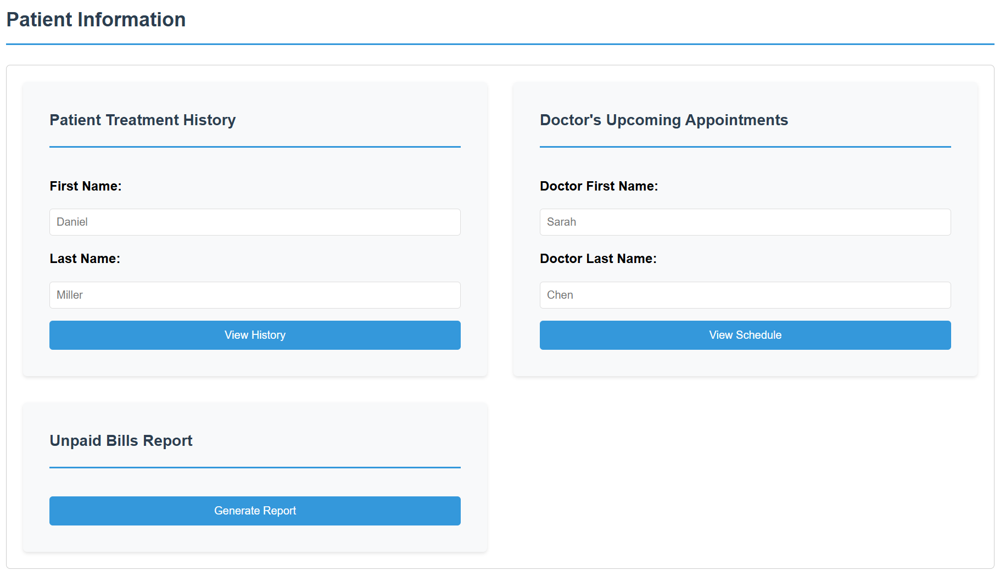 Patient Information
Patient Treatment History
First Name:
Daniel
Last Name:
Miller
View History
Doctor's Upcoming Appointments
Doctor First Name:
Sarah
Doctor Last Name:
Chen
View Schedule
Unpaid Bills Report
Generate Report